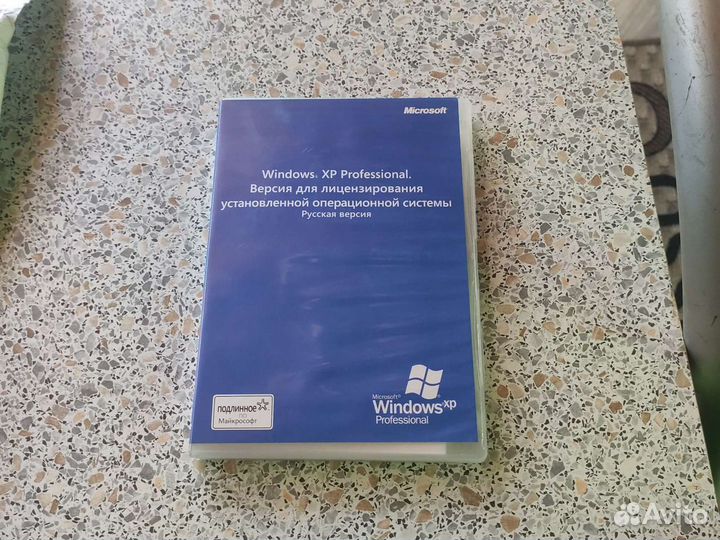 Microsoft
Windows® XP Professional.
Версия для лицензирования
установленной операционной системы
Русская версия
Microsoft®
Windows xp
Professional
ПОДЛИННОЕ
ПО
Майкрософт
Avito